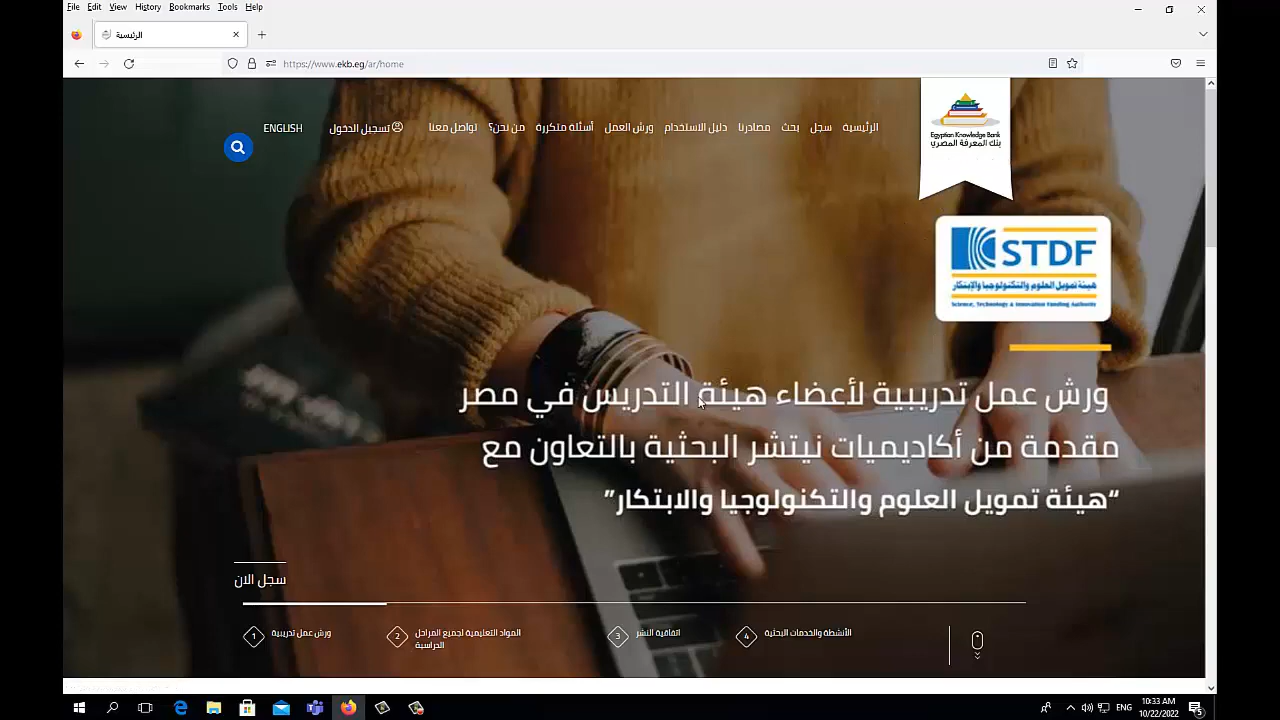 File Edit View History Bookmarks Tools Help
الرئيسية
https://www.ekb.eg/ar/home
الرئيسية سجل بحث مصادرنا دليل الاستخدام ورش العمل أسئلة متكررة من نحن؟ تواصل معنا تسجيل الدخول ENGLISH
Egyptian Knowledge Bank
بنك المعرفة المصري
STDF
هيئة تمويل العلوم والتكنولوجيا والإبتكار
Science, Technology & Innovation Funding Authority
ورش عمل تدريبية لأعضاء هيئة التدريس في مصر
مقدمة من أكاديميات نيتشر البحثية بالتعاون مع
“هيئة تمويل العلوم والتكنولوجيا والابتكار”
سجل الان
1 ورش عمل تدريبية
2 المواد التعليمية لجميع المراحل
الدراسية
3 اتفاقية النشر
4 الأنشطة والخدمات البحثية
ENG
10:33 AM
10/22/2022
5